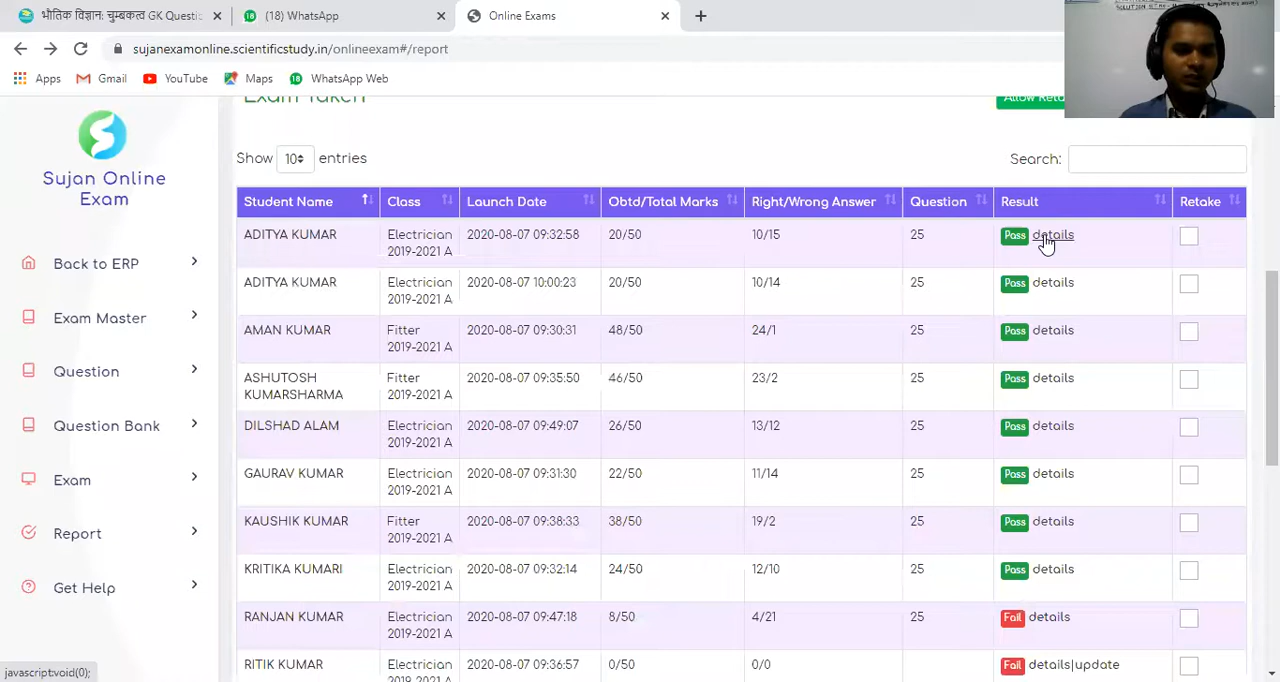 भौतिक विज्ञान: चुम्बकत्व GK Questi
(18) WhatsApp
Online Exams
sujanexamonline.scientificstudy.in/onlineexam#/report
Apps Gmail YouTube Maps WhatsApp Web
Exam Taken
Allow Reta
Sujan Online
Exam
Back to ERP
Exam Master
Question
Question Bank
Exam
Report
Get Help
Show 10 entries
Search:
Student Name Class Launch Date Obtd/Total Marks Right/Wrong Answer Question Result Retake
ADITYA KUMAR Electrician 2020-08-07 09:32:58 20/50 10/15 25 Pass details
2019-2021 A
ADITYA KUMAR Electrician 2020-08-07 10:00:23 20/50 10/14 25 Pass details
2019-2021 A
AMAN KUMAR Fitter 2020-08-07 09:30:31 48/50 24/1 25 Pass details
2019-2021 A
ASHUTOSH Fitter 2020-08-07 09:35:50 46/50 23/2 25 Pass details
KUMARSHARMA 2019-2021 A
DILSHAD ALAM Electrician 2020-08-07 09:49:07 26/50 13/12 25 Pass details
2019-2021 A
GAURAV KUMAR Electrician 2020-08-07 09:31:30 22/50 11/14 25 Pass details
2019-2021 A
KAUSHIK KUMAR Fitter 2020-08-07 09:38:33 38/50 19/2 25 Pass details
2019-2021 A
KRITIKA KUMARI Electrician 2020-08-07 09:32:14 24/50 12/10 25 Pass details
2019-2021 A
RANJAN KUMAR Electrician 2020-08-07 09:47:18 8/50 4/21 25 Fail details
2019-2021 A
RITIK KUMAR Electrician 2020-08-07 09:36:57 0/50 0/0 Fail details|update
2019-2021 A
javascript:void(0);